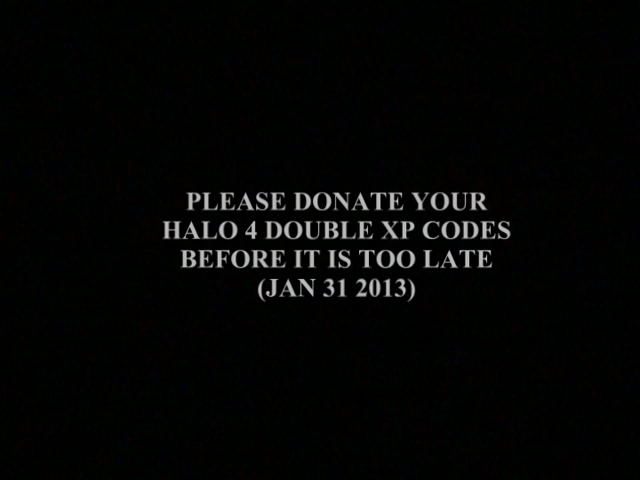 PLEASE DONATE YOUR
HALO 4 DOUBLE XP CODES
BEFORE IT IS TOO LATE
(JAN 31 2013)